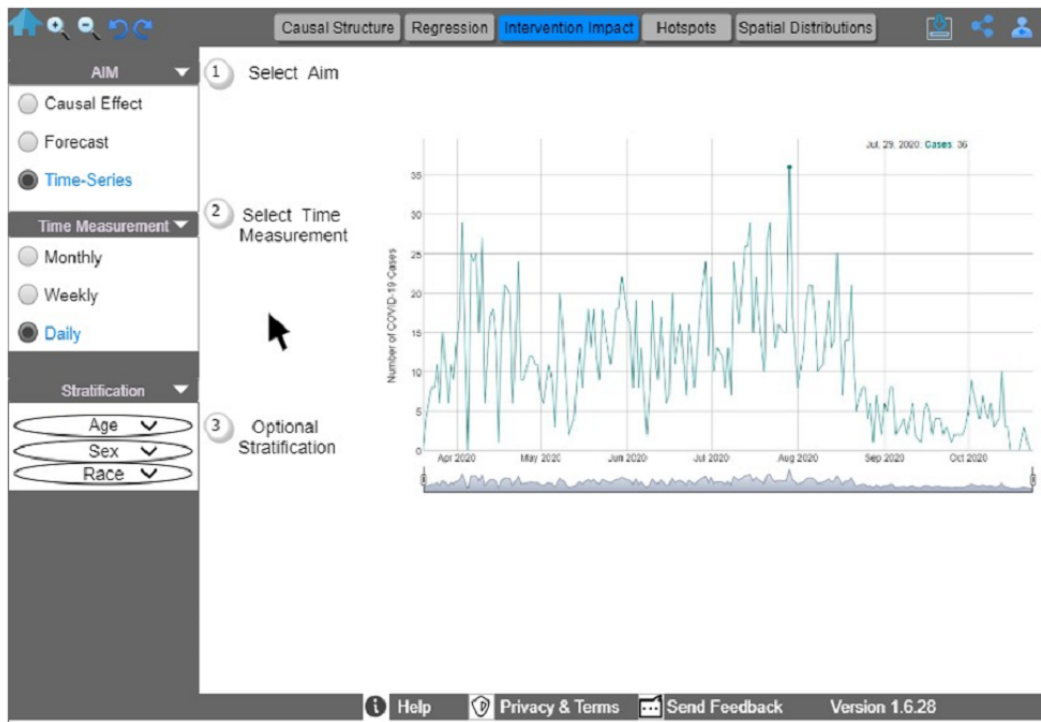 Causal Structure
Regression
Intervention Impact
Hotspots
Spatial Distributions
AIM
Causal Effect
Forecast
Time-Series
Time Measurement
Monthly
Weekly
Daily
Stratification
Age
Sex
Race
1 Select Aim
2 Select Time
Measurement
3 Optional
Stratification
Jul, 29, 2020: Cases: 36
Number of COVID-19 Cases
35
30
25
20
15
10
5
0
Apr 2020 May 2020 Jun 2020 Jul 2020 Aug 2020 Sep 2020 Oct 2020
i Help Privacy & Terms Send Feedback Version 1.6.28